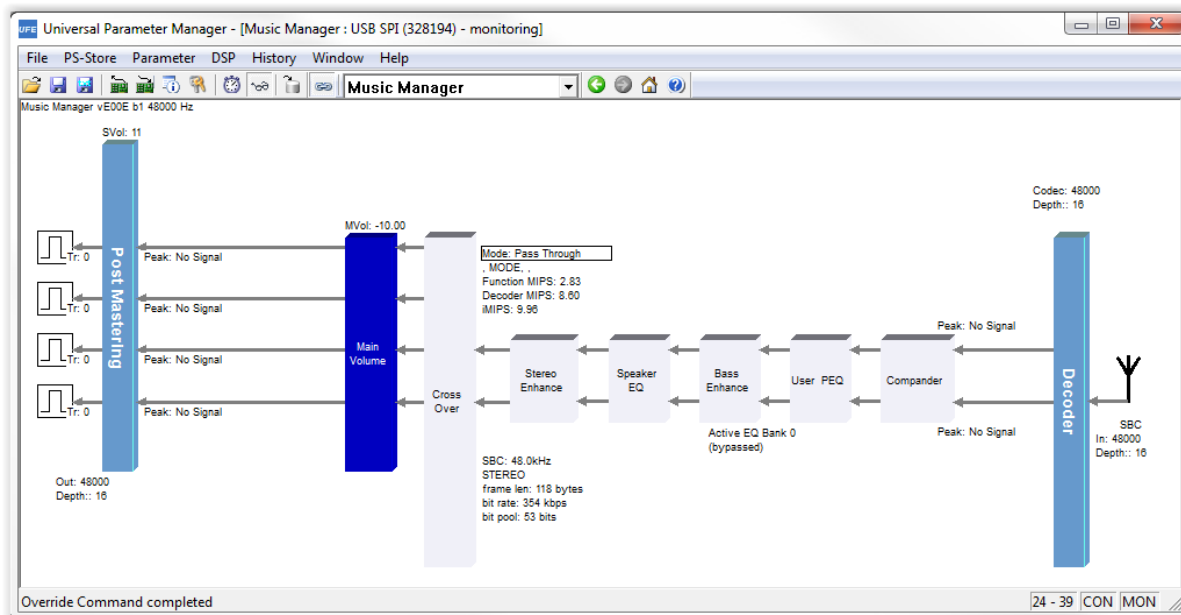 UFE Universal Parameter Manager - [Music Manager : USB SPI (328194) - monitoring]
File PS-Store Parameter DSP History Window Help
Music Manager
Music Manager vE00E b1 48000 Hz
SVol: 11
Codec: 48000
Depth:: 16
MVol: -10.00
Post Mastering
Tr: 0
Peak: No Signal
Tr: 0
Peak: No Signal
Tr: 0
Peak: No Signal
Tr: 0
Peak: No Signal
Main
Volume
Cross
Over
Mode: Pass Through
, MODE, ,
Function MIPS: 2.83
Decoder MIPS: 8.60
iMIPS: 9.96
Stereo
Enhance
Speaker
EQ
Bass
Enhance
User PEQ
Compander
Peak: No Signal
Peak: No Signal
Decoder
SBC
In: 48000
Depth:: 16
Active EQ Bank 0
(bypassed)
SBC: 48.0kHz
STEREO
frame len: 118 bytes
bit rate: 354 kbps
bit pool: 53 bits
Out: 48000
Depth:: 16
Override Command completed
24 - 39 CON MON